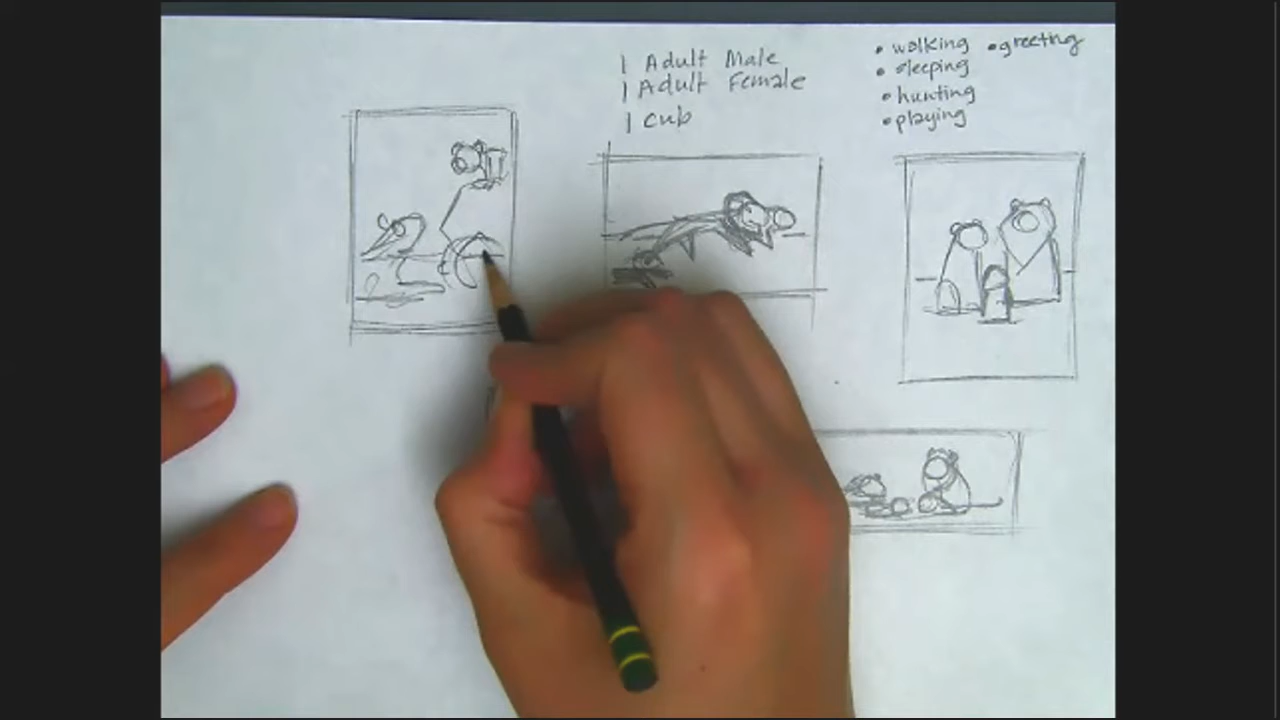 1 Adult Male
1 Adult Female
1 Cub
• walking • greeting
• sleeping
• hunting
• playing